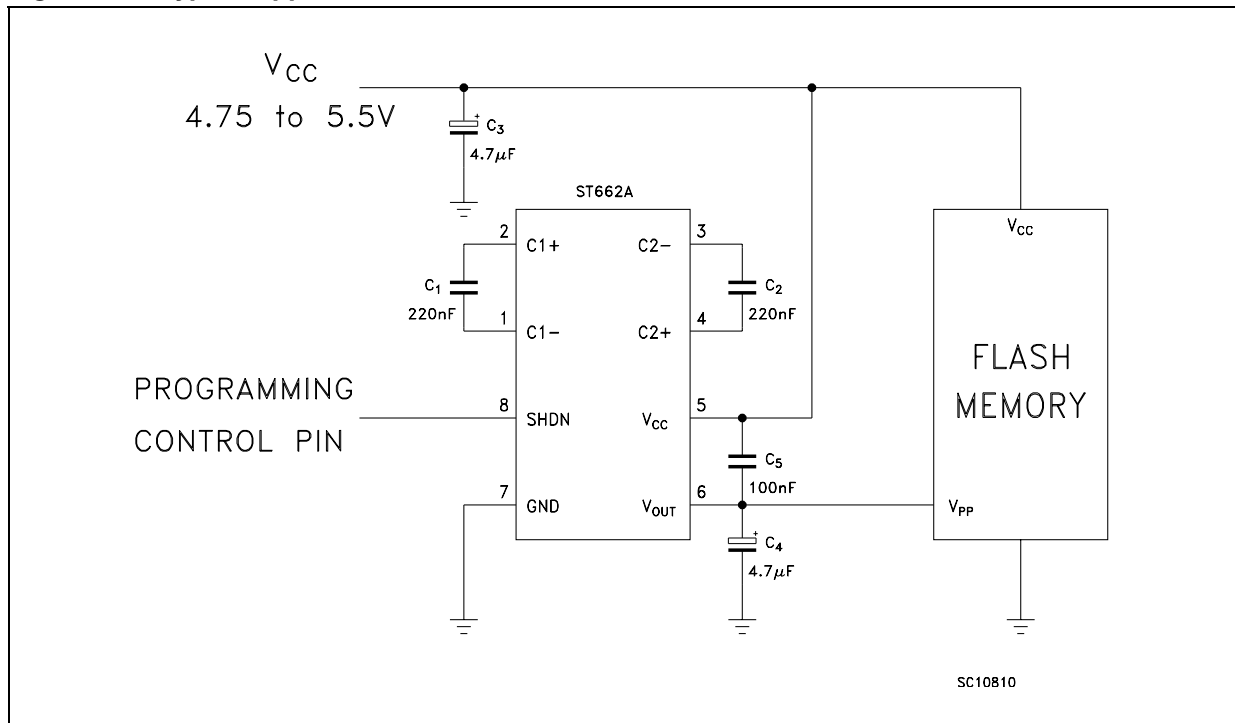 VCC
4.75 to 5.5V
C3
+
4.7µF
ST662A
2
C1+
C2-
3
VCC
C1
220nF
C2
220nF
1
C1-
C2+
4
FLASH
MEMORY
PROGRAMMING
CONTROL PIN
8
SHDN
VCC
5
C5
100nF
7
GND
VOUT
6
VPP
+
C4
4.7µF
SC10810